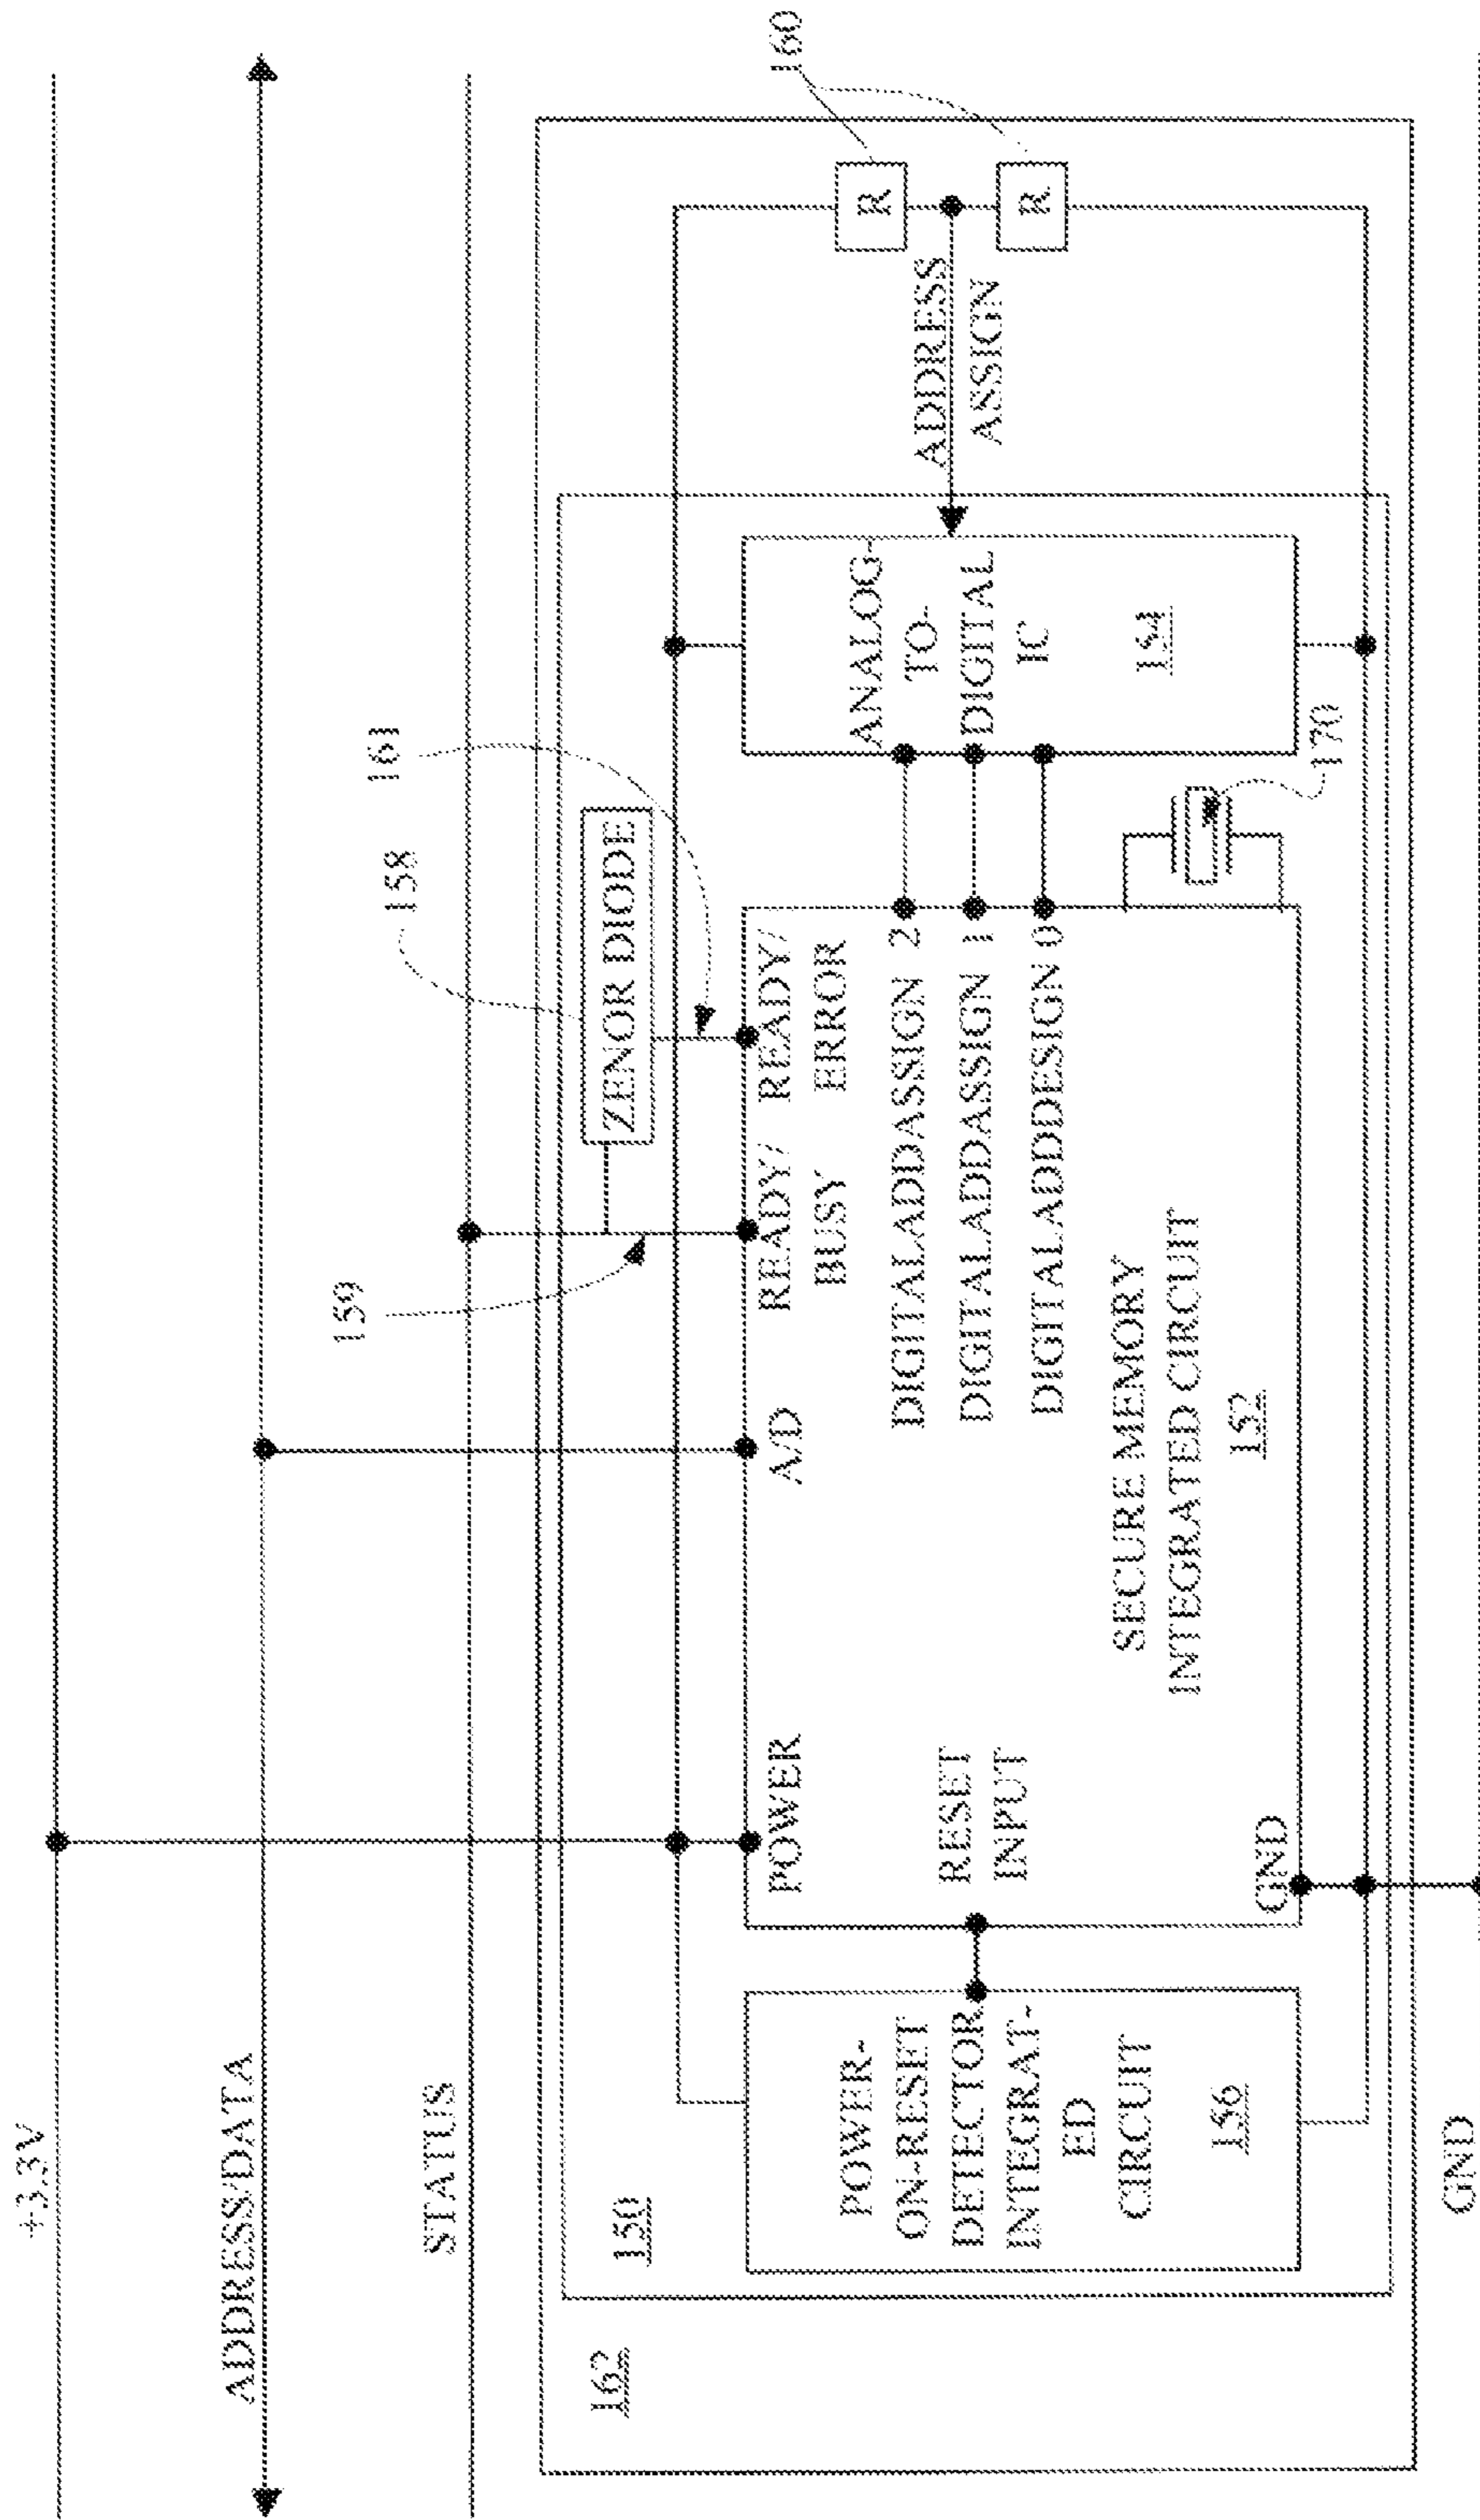 +3.3V
ADDRESS/DATA
STATUS
159
158
161
160
162
150
ZENOR DIODE
POWER-
ON-RESET
DETECTOR
INTEGRAT-
ED
CIRCUIT
156
POWER
A/D
READY/
BUSY
READY/
ERROR
RESET
INPUT
DIGITALADDASSIGN 2
DIGITALADDASSIGN 1
DIGITALADDDESIGN 0
SECURE MEMORY
INTEGRATED CIRCUIT
152
GND
ANALOG-
TO-
DIGITAL
IC
154
170
ADDRESS
ASSIGN
R
R
GND